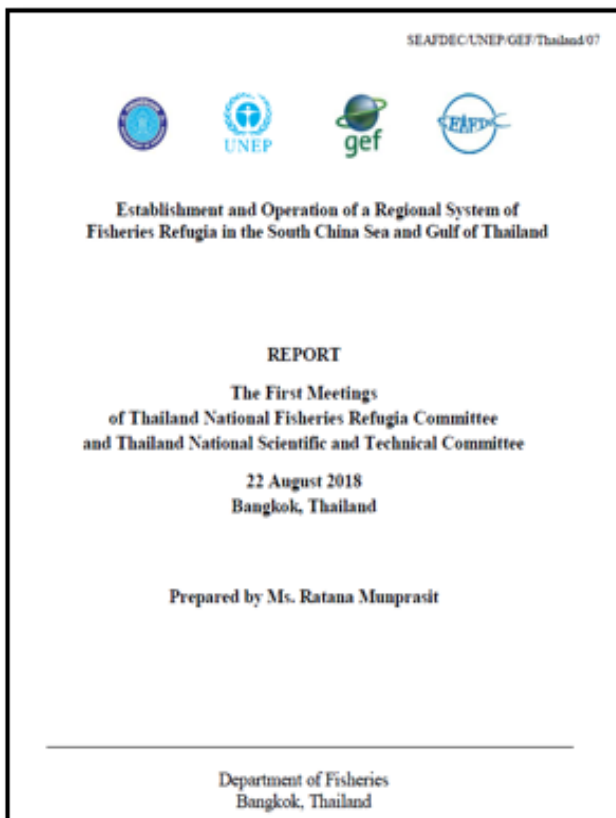 SEAFDEC/UNEP/GEF/Thailand/07
UNEP
gef
Establishment and Operation of a Regional System of
Fisheries Refugia in the South China Sea and Gulf of Thailand
REPORT
The First Meetings
of Thailand National Fisheries Refugia Committee
and Thailand National Scientific and Technical Committee
22 August 2018
Bangkok, Thailand
Prepared by Ms. Ratana Munprasit
Department of Fisheries
Bangkok, Thailand